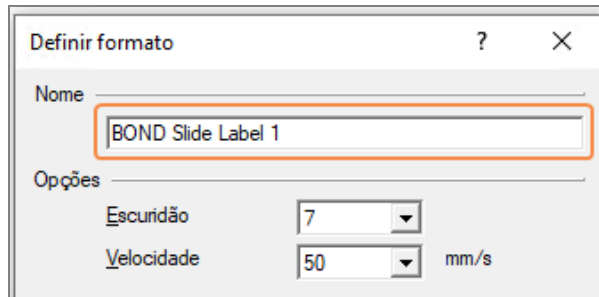 Definir formato ? ×
Nome
BOND Slide Label 1
Opções
Escuridão 7
Velocidade 50 mm/s